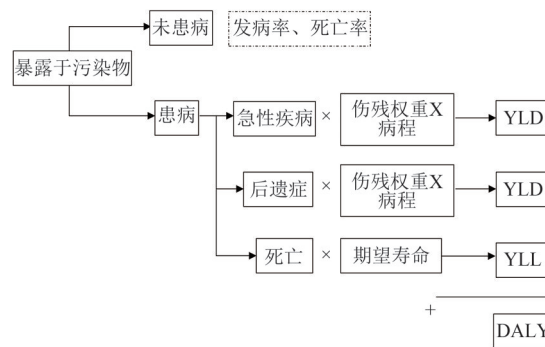 未患病
发病率、死亡率
暴露于污染物
患病
急性疾病 × 伤残权重X病程 YLD
后遗症 × 伤残权重X病程 YLD
死亡 × 期望寿命 YLL
+
DALY